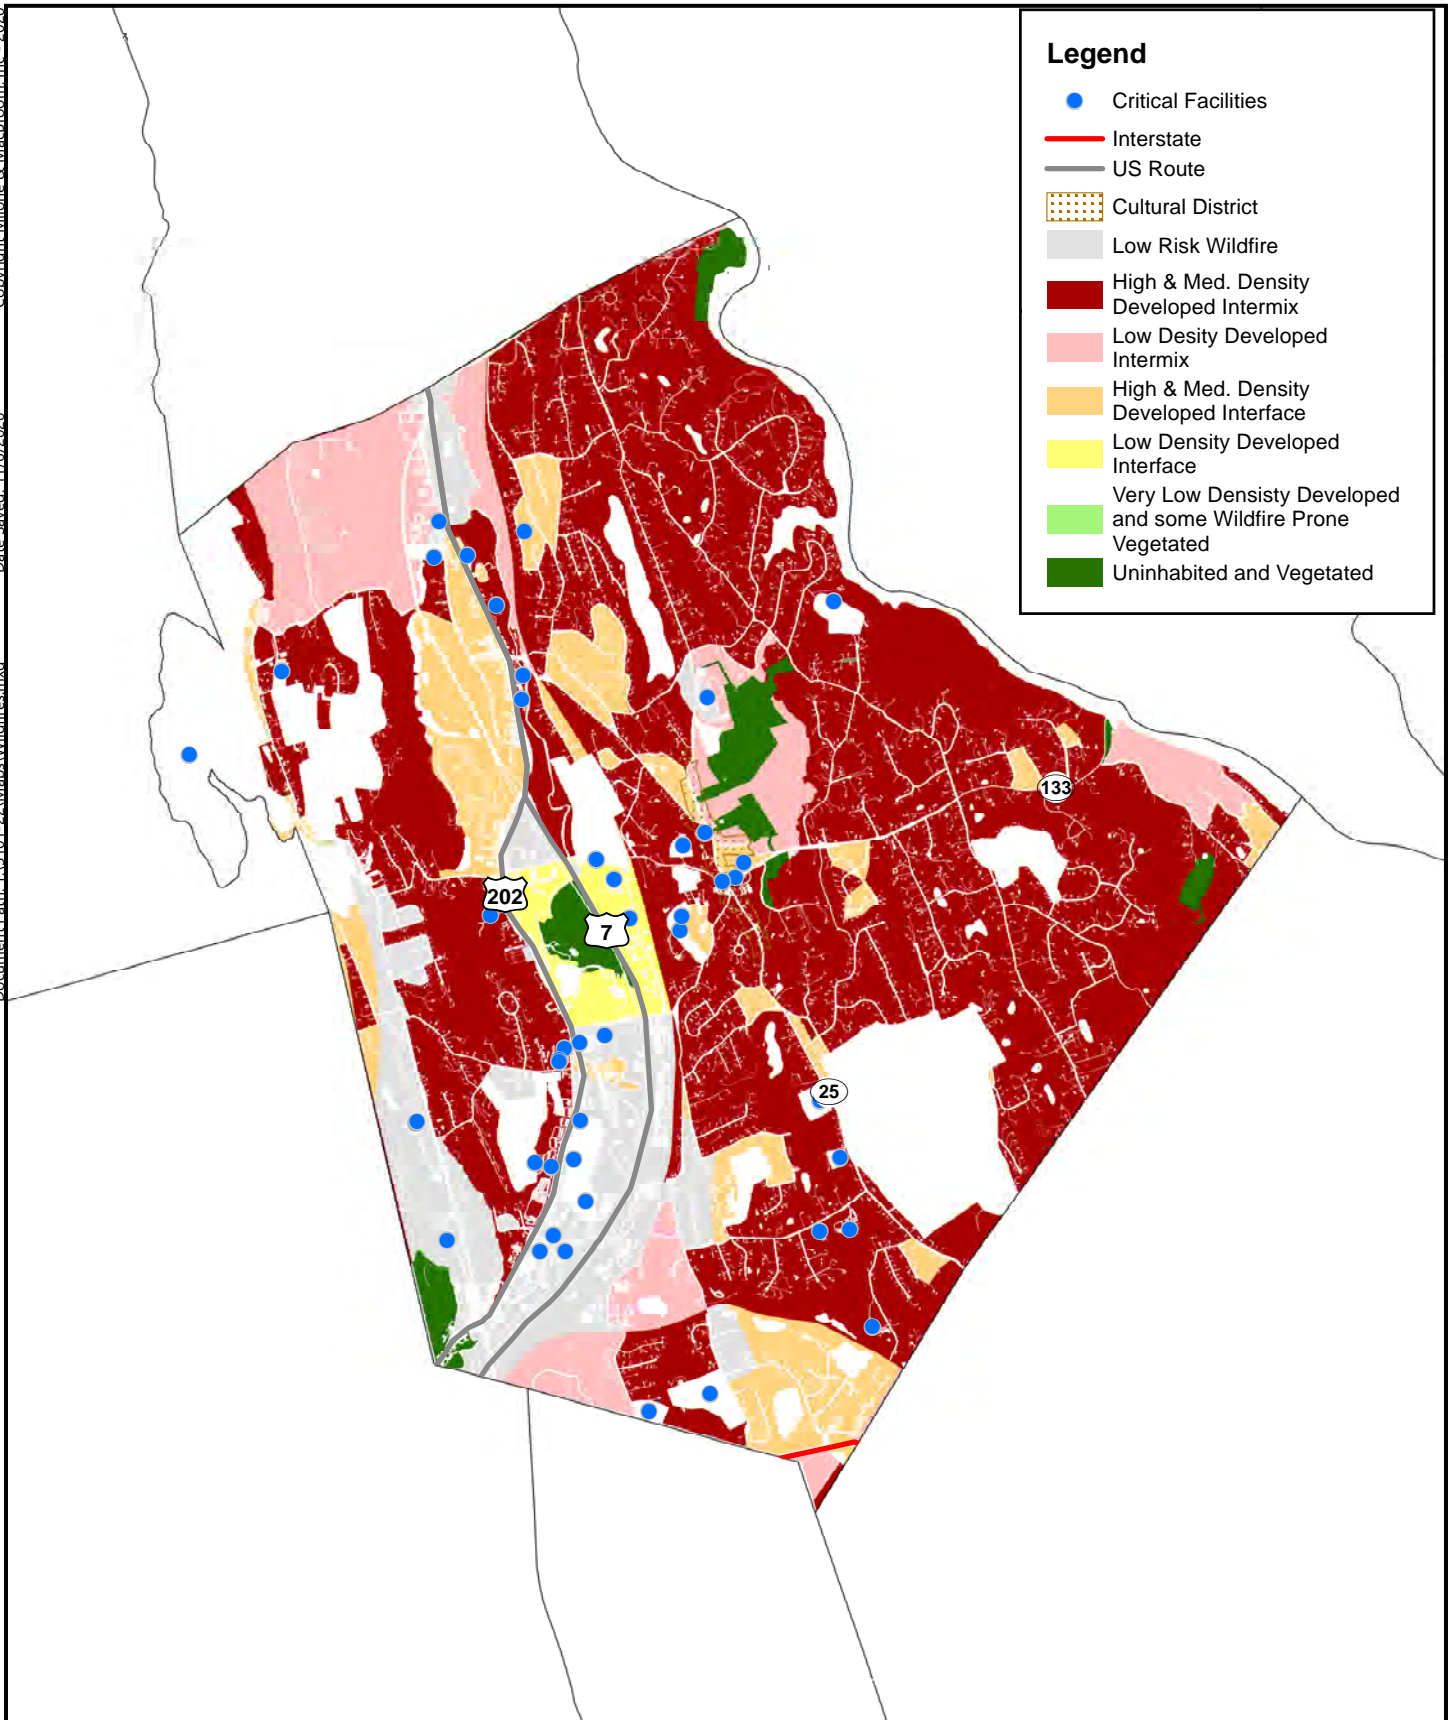 Legend
Critical Facilities
Interstate
US Route
Cultural District
Low Risk Wildfire
High & Med. Density
Developed Intermix
Low Desity Developed
Intermix
High & Med. Density
Developed Interface
Low Density Developed
Interface
Very Low Densisty Developed
and some Wildfire Prone
Vegetated
Uninhabited and Vegetated
133
202
7
25